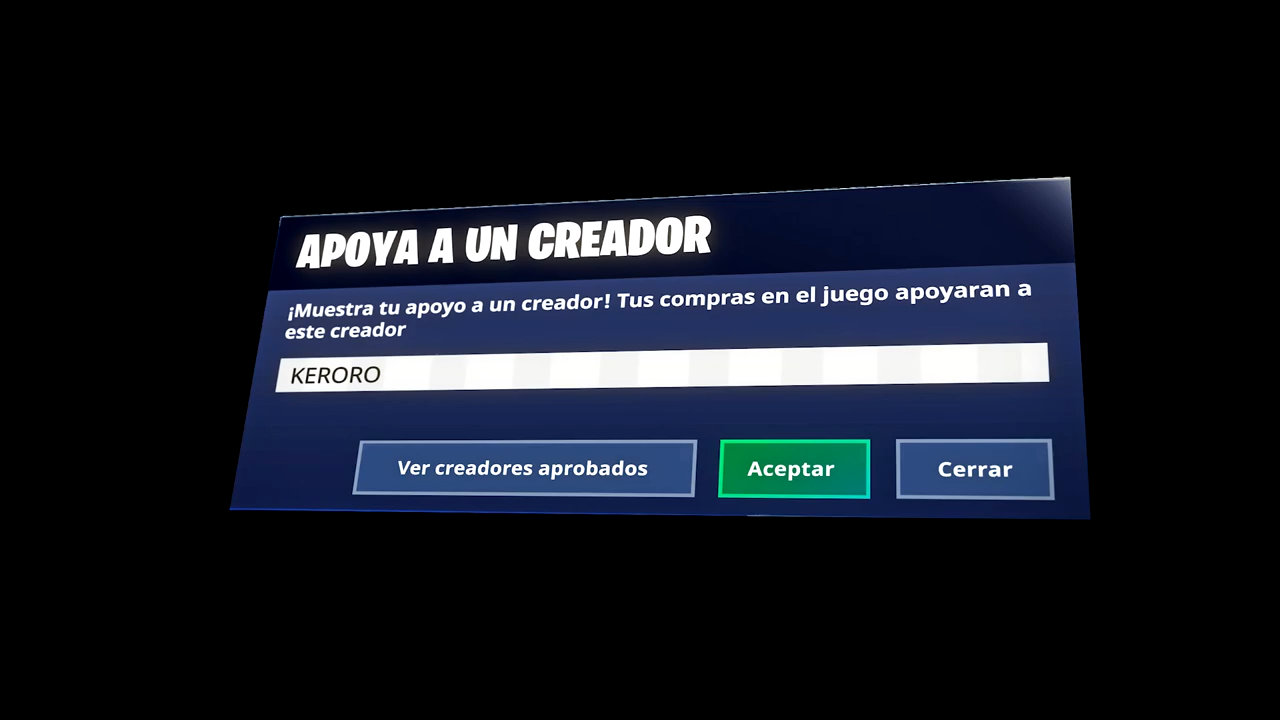 APOYA A UN CREADOR
¡Muestra tu apoyo a un creador! Tus compras en el juego apoyaran a
este creador
KERORO
Ver creadores aprobados
Aceptar
Cerrar